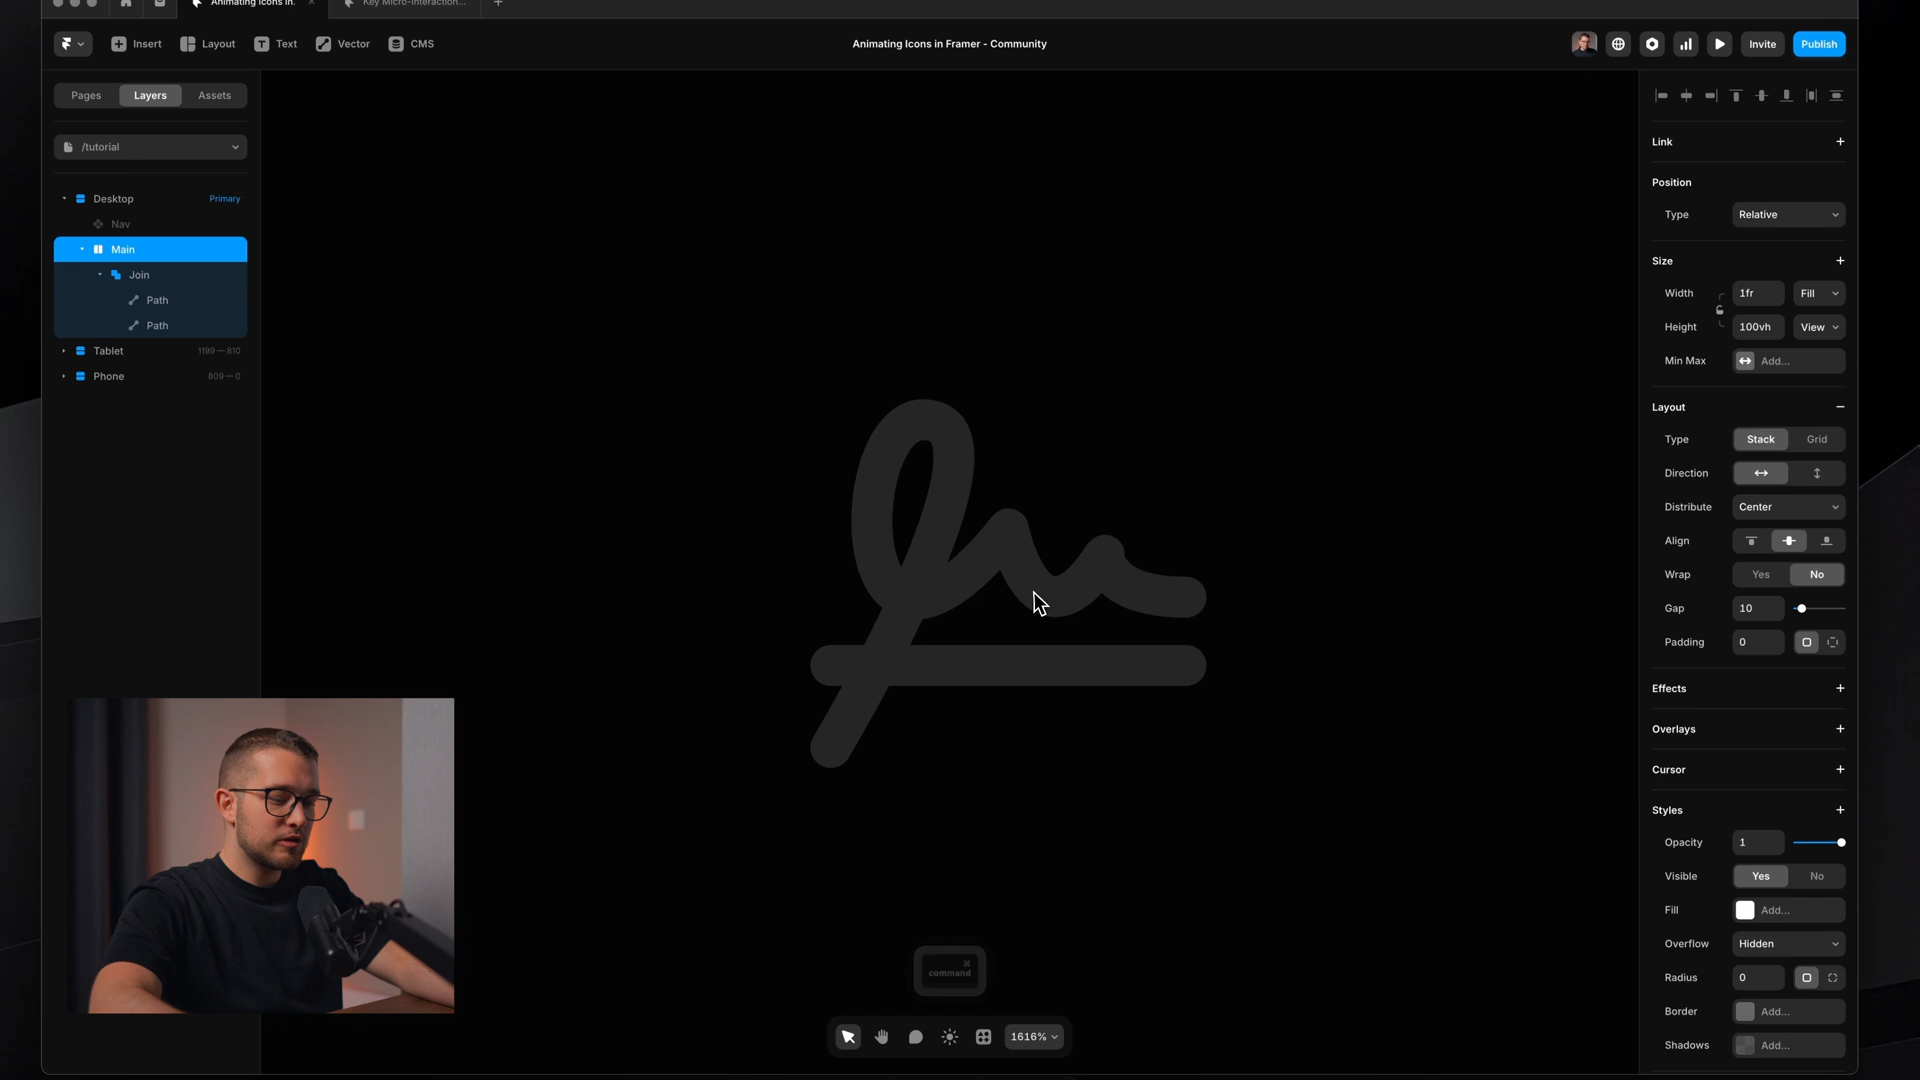 Animating Icons in.
Key Micro-interaction...
Insert
Layout
Text
Vector
CMS
Animating Icons in Framer - Community
Invite
Publish
Pages
Layers
Assets
/tutorial
Desktop
Primary
Nav
Main
Join
Path
Path
Tablet
1199—810
Phone
809—0
Link
Position
Type
Relative
Size
Width
1fr
Fill
Height
100vh
View
Min Max
Add...
Layout
Type
Stack
Grid
Direction
Distribute
Center
Align
Wrap
Yes
No
Gap
10
Padding
0
Effects
Overlays
Cursor
Styles
Opacity
1
Visible
Yes
No
Fill
Add...
Overflow
Hidden
Radius
0
Border
Add...
Shadows
Add...
⌘
command
1616%